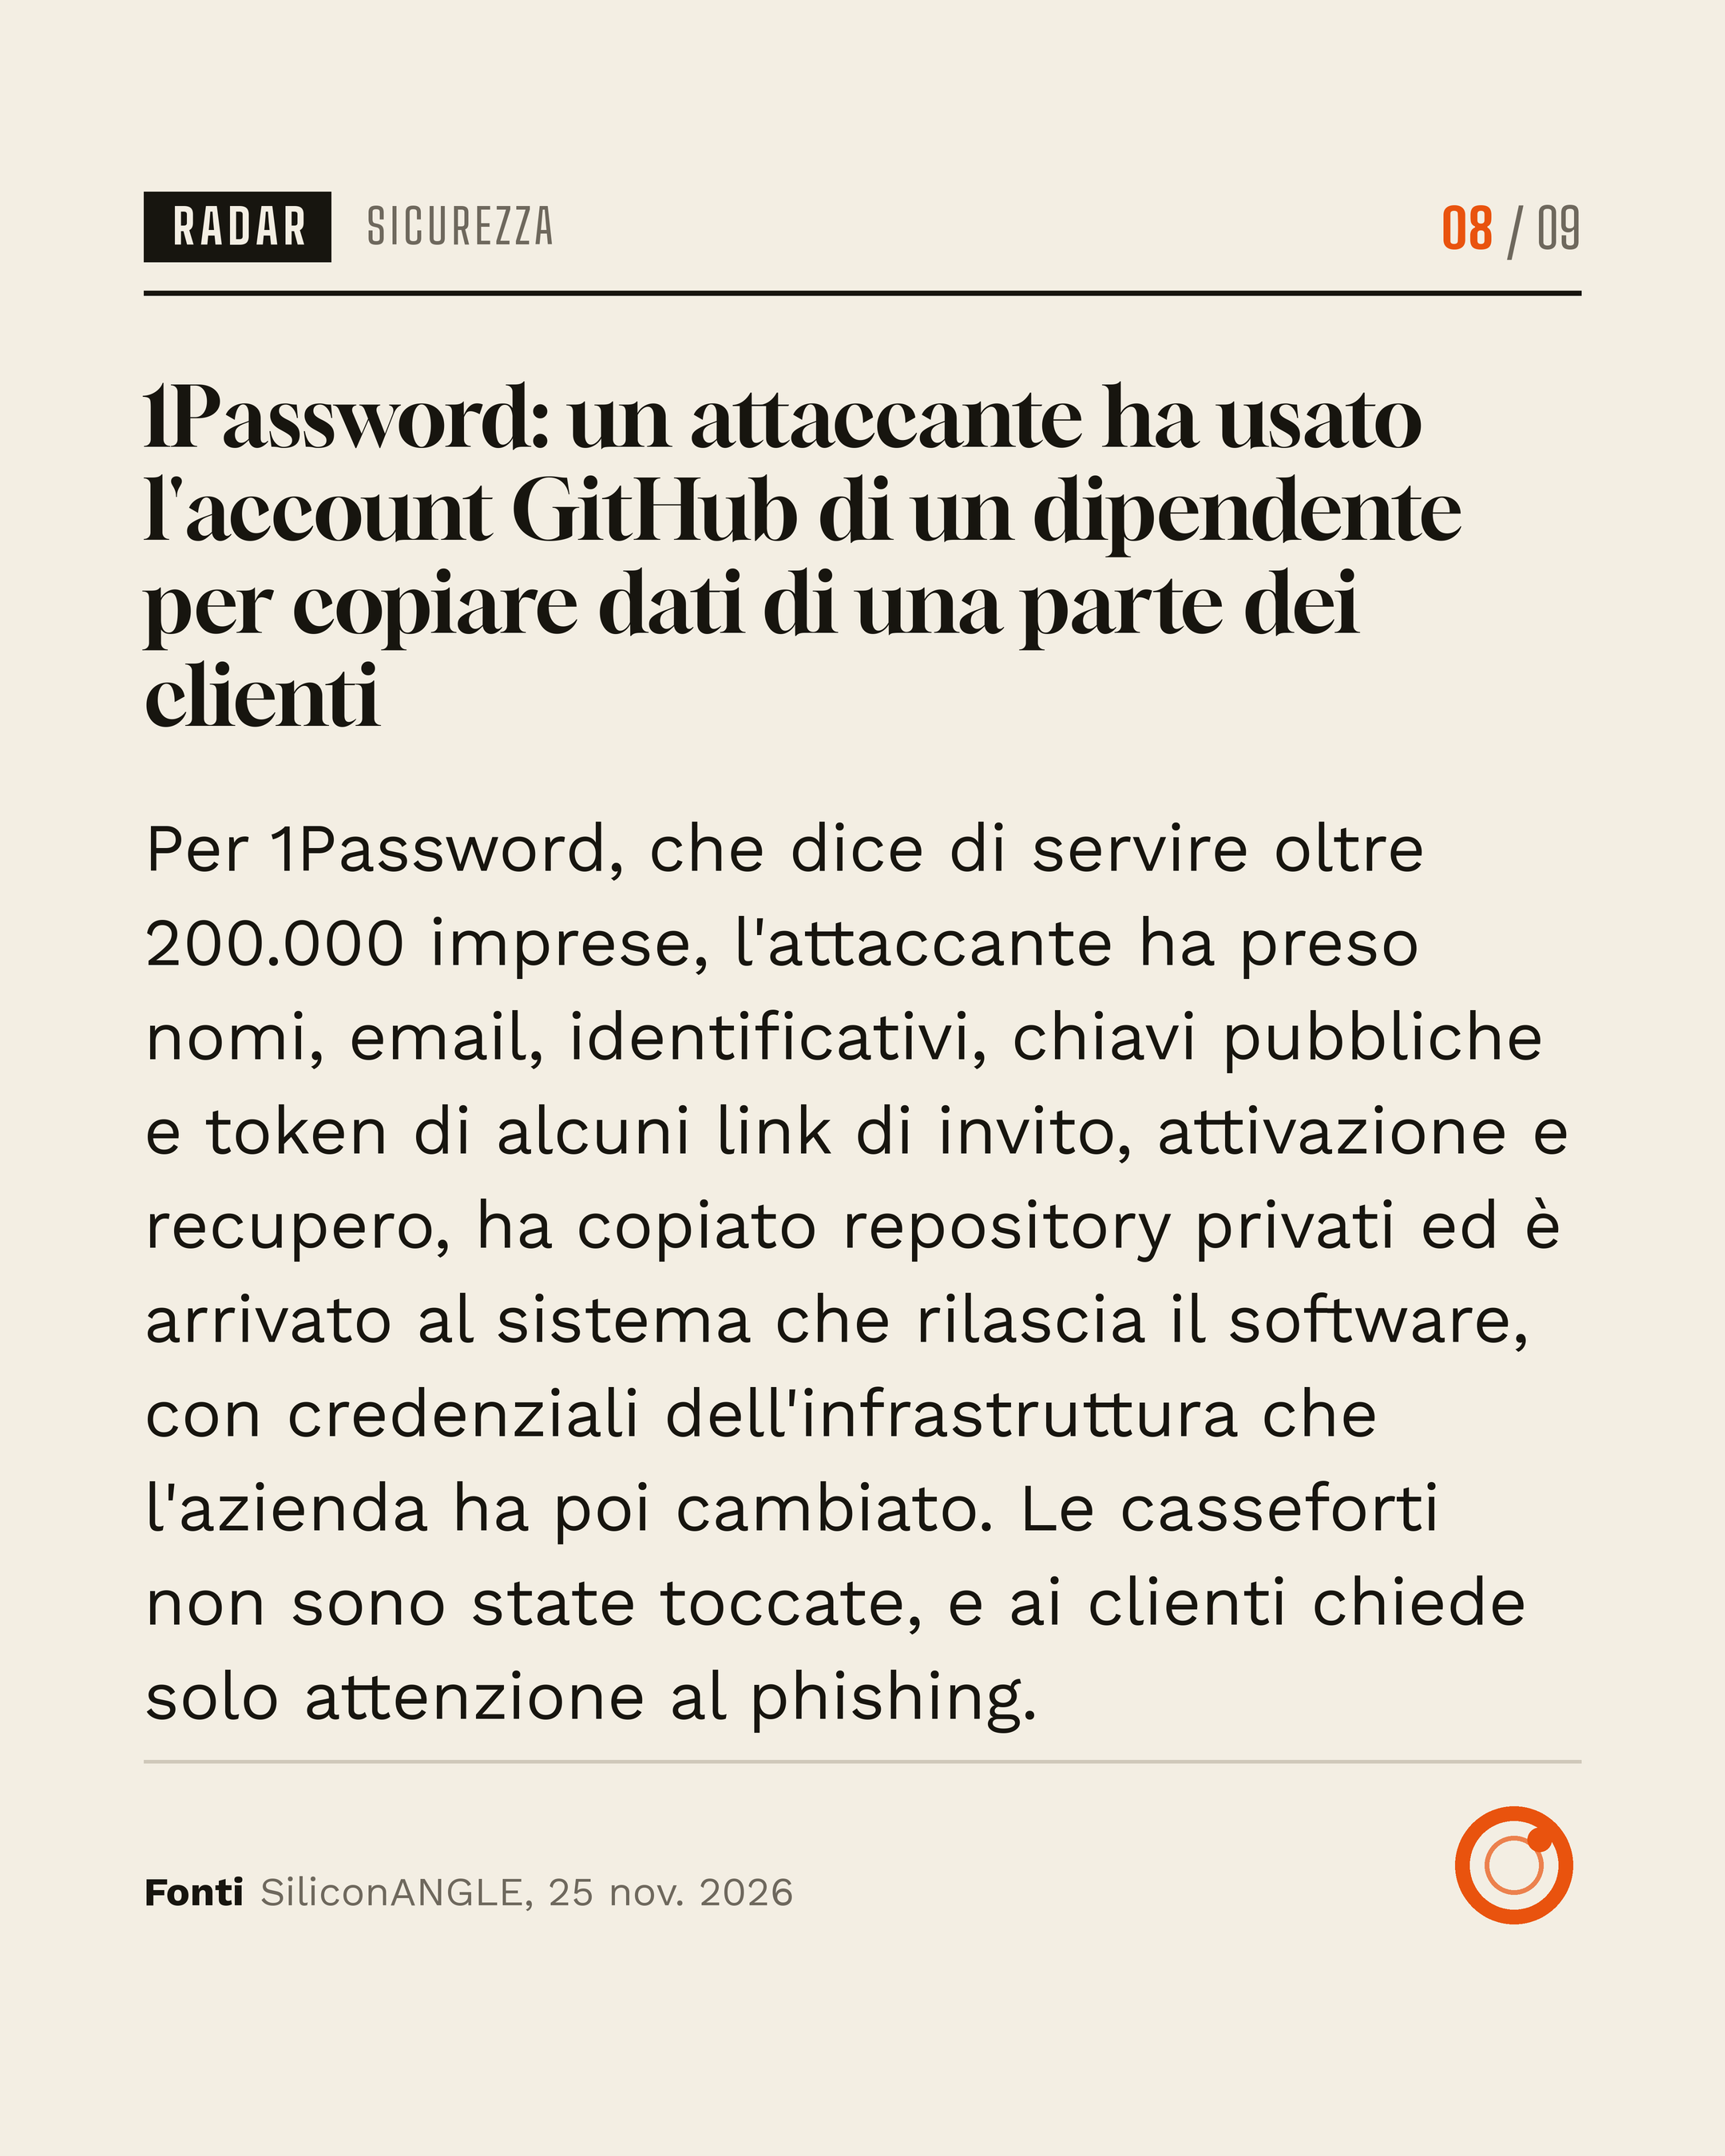 RADAR SICUREZZA 08 / 09
1Password: un attaccante ha usato
l'account GitHub di un dipendente
per copiare dati di una parte dei
clienti
Per 1Password, che dice di servire oltre
200.000 imprese, l'attaccante ha preso
nomi, email, identificativi, chiavi pubbliche
e token di alcuni link di invito, attivazione e
recupero, ha copiato repository privati ed è
arrivato al sistema che rilascia il software,
con credenziali dell'infrastruttura che
l'azienda ha poi cambiato. Le casseforti
non sono state toccate, e ai clienti chiede
solo attenzione al phishing.
Fonti SiliconANGLE, 25 nov. 2026